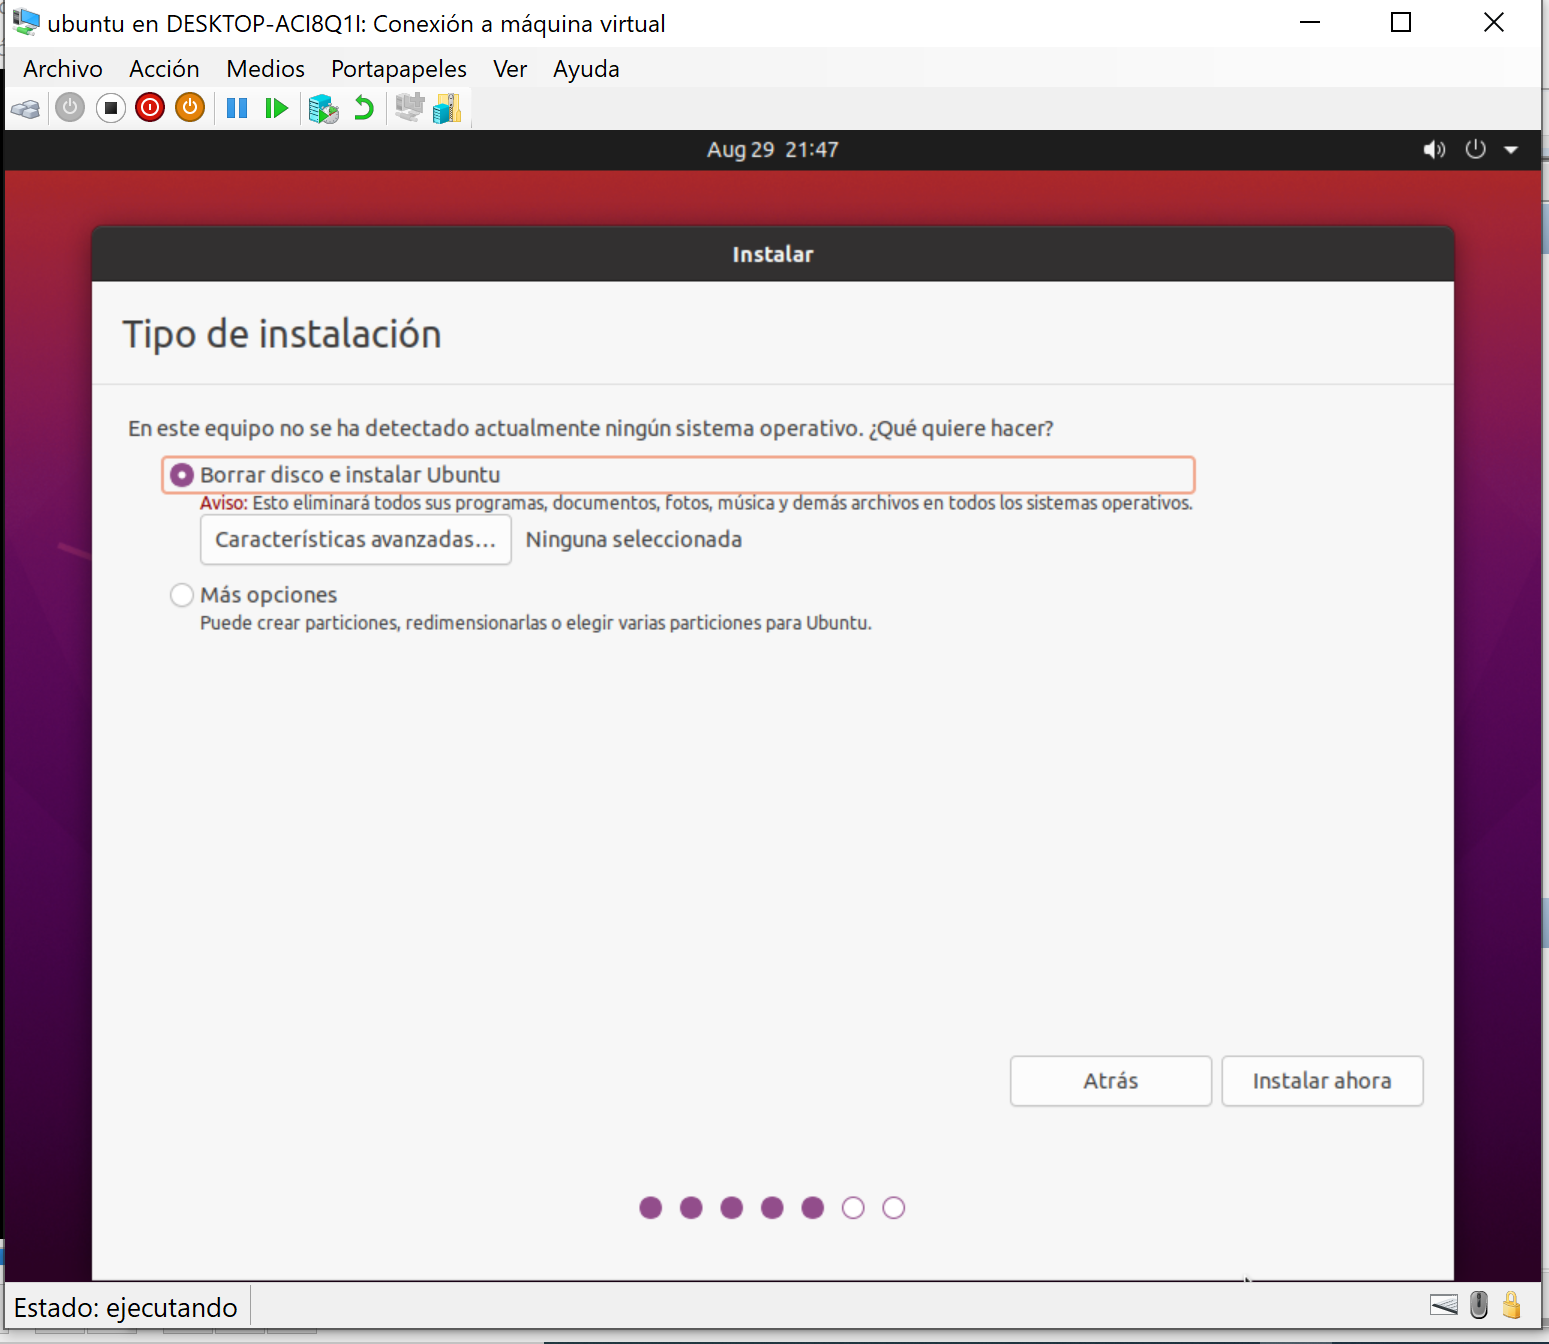 ubuntu en DESKTOP-ACI8Q1I: Conexión a máquina virtual
Archivo Acción Medios Portapapeles Ver Ayuda
Aug 29 21:47
Instalar
Tipo de instalación
En este equipo no se ha detectado actualmente ningún sistema operativo. ¿Qué quiere hacer?
Borrar disco e instalar Ubuntu
Aviso: Esto eliminará todos sus programas, documentos, fotos, música y demás archivos en todos los sistemas operativos.
Características avanzadas... Ninguna seleccionada
Más opciones
Puede crear particiones, redimensionarlas o elegir varias particiones para Ubuntu.
Atrás Instalar ahora
Estado: ejecutando